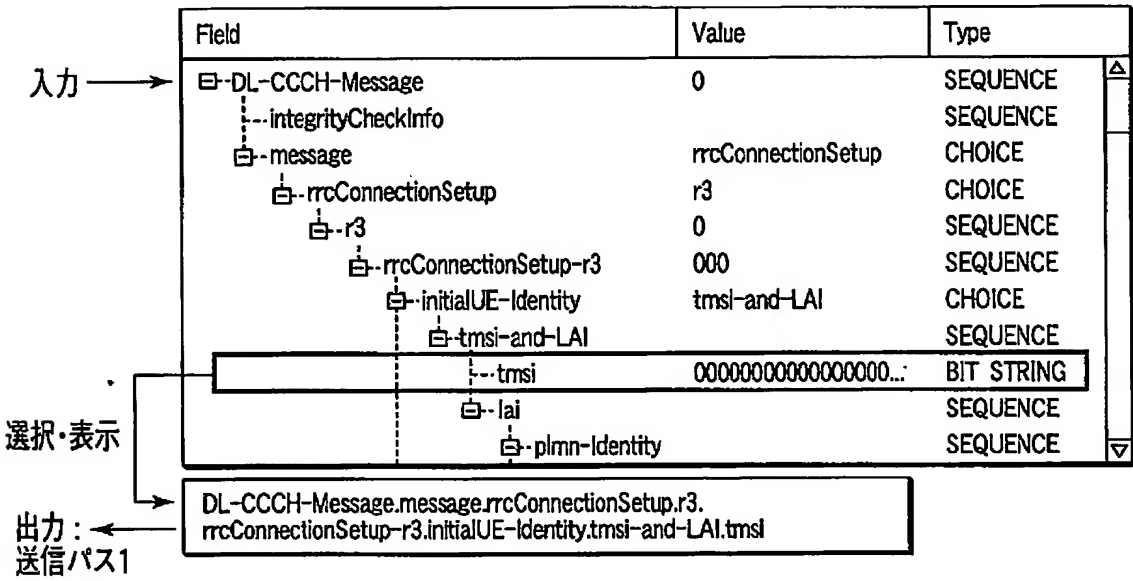 Field Value Type
入力 DL-CCCH-Message 0 SEQUENCE
integrityCheckInfo SEQUENCE
message rrcConnectionSetup CHOICE
rrcConnectionSetup r3 CHOICE
r3 0 SEQUENCE
rrcConnectionSetup-r3 000 SEQUENCE
initialUE-Identity tmsi-and-LAI CHOICE
tmsi-and-LAI SEQUENCE
tmsi 00000000000000000... BIT STRING
lai SEQUENCE
選択・表示 plmn-Identity SEQUENCE
DL-CCCH-Message.message.rrcConnectionSetup.r3.
出力: rrcConnectionSetup-r3.initialUE-Identity.tmsi-and-LAI.tmsi
送信パス1